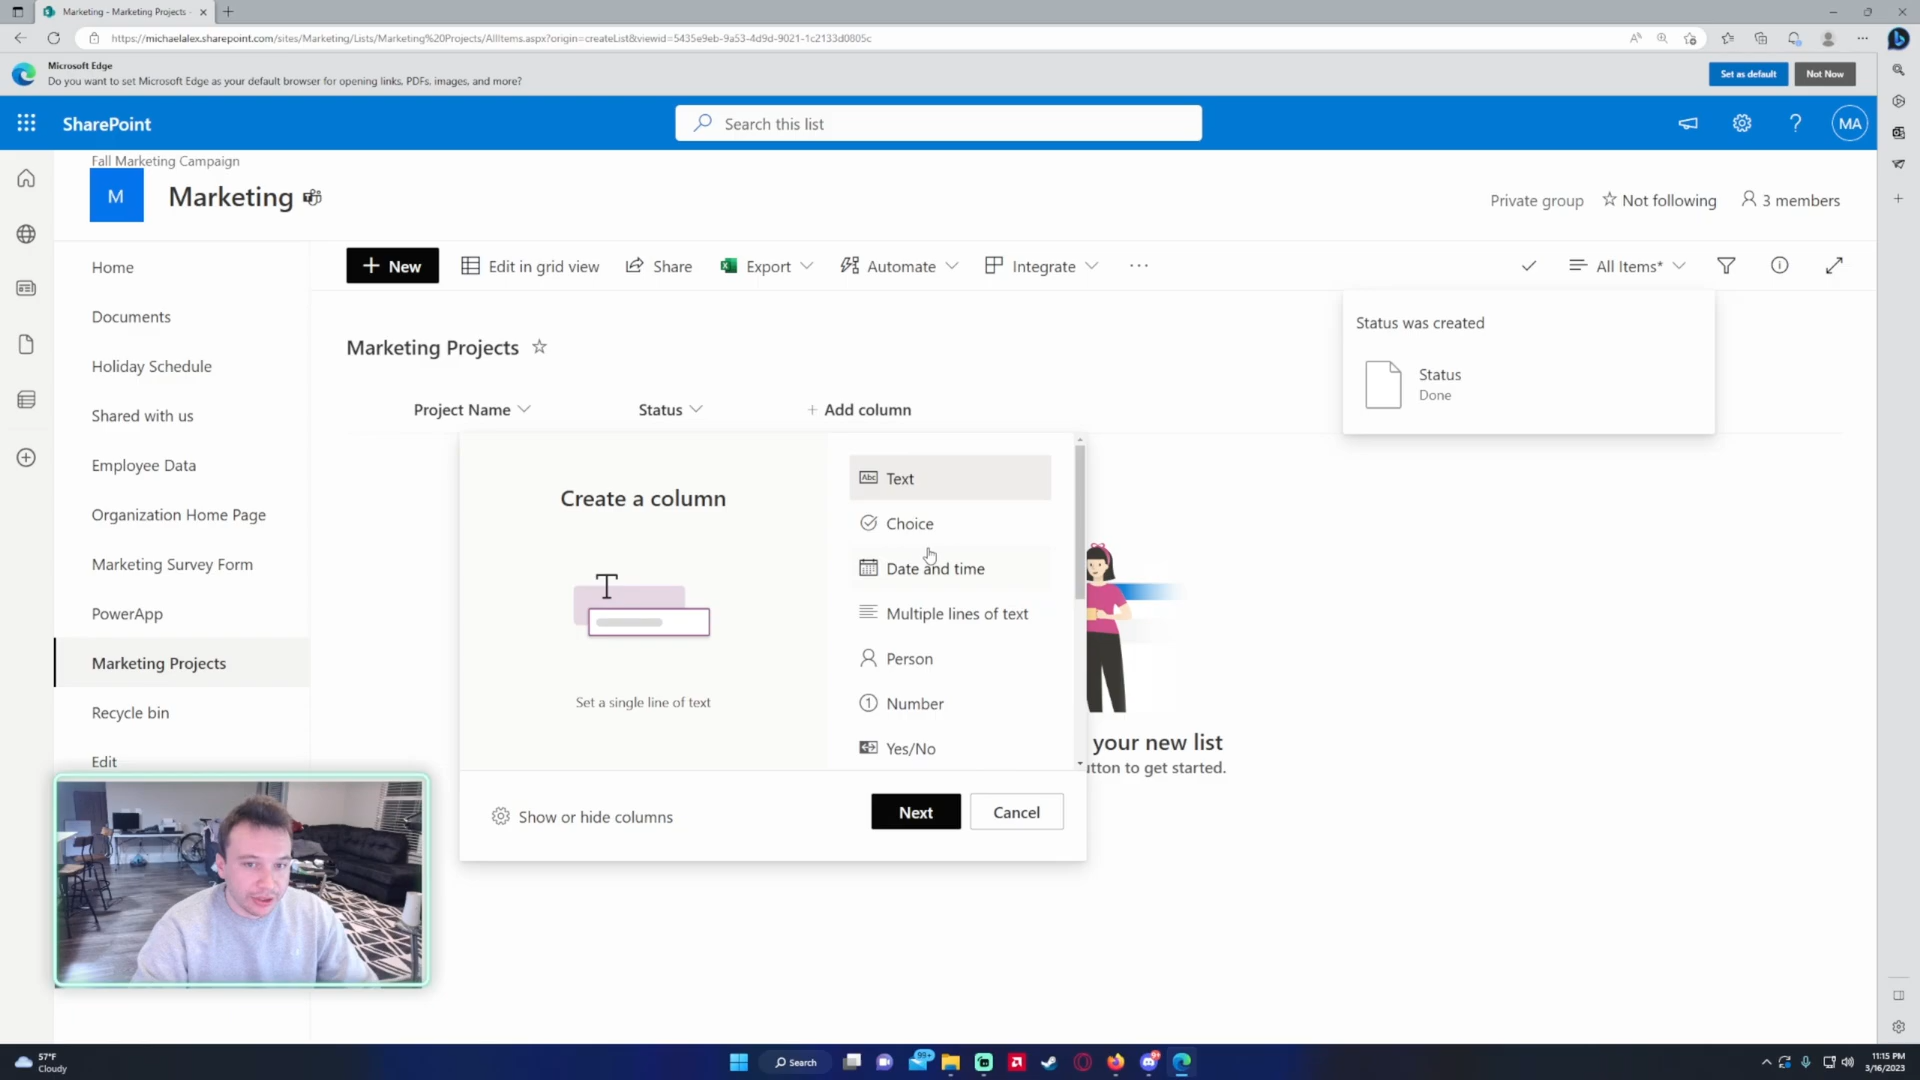 Marketing - Marketing Projects -
https://michaelalex.sharepoint.com/sites/Marketing/Lists/Marketing%20Projects/AllItems.aspx?origin=createList&viewid=5435e9eb-9a53-4d9d-9021-1c2133d0805c
Microsoft Edge
Do you want to set Microsoft Edge as your default browser for opening links, PDFs, images, and more?
Set as default
Not Now
SharePoint
Search this list
MA
Fall Marketing Campaign
M
Marketing
Private group
Not following
3 members
Home
Documents
Holiday Schedule
Shared with us
Employee Data
Organization Home Page
Marketing Survey Form
PowerApp
Marketing Projects
Recycle bin
Edit
+ New
Edit in grid view
Share
Export
Automate
Integrate
All Items*
Status was created
Status
Done
Marketing Projects
Project Name
Status
+ Add column
Create a column
T
Set a single line of text
Abc Text
Choice
Date and time
Multiple lines of text
Person
1 Number
Yes/No
Show or hide columns
Next
Cancel
your new list
tton to get started.
57°F
Cloudy
Search
99+
11:15 PM
3/16/2023